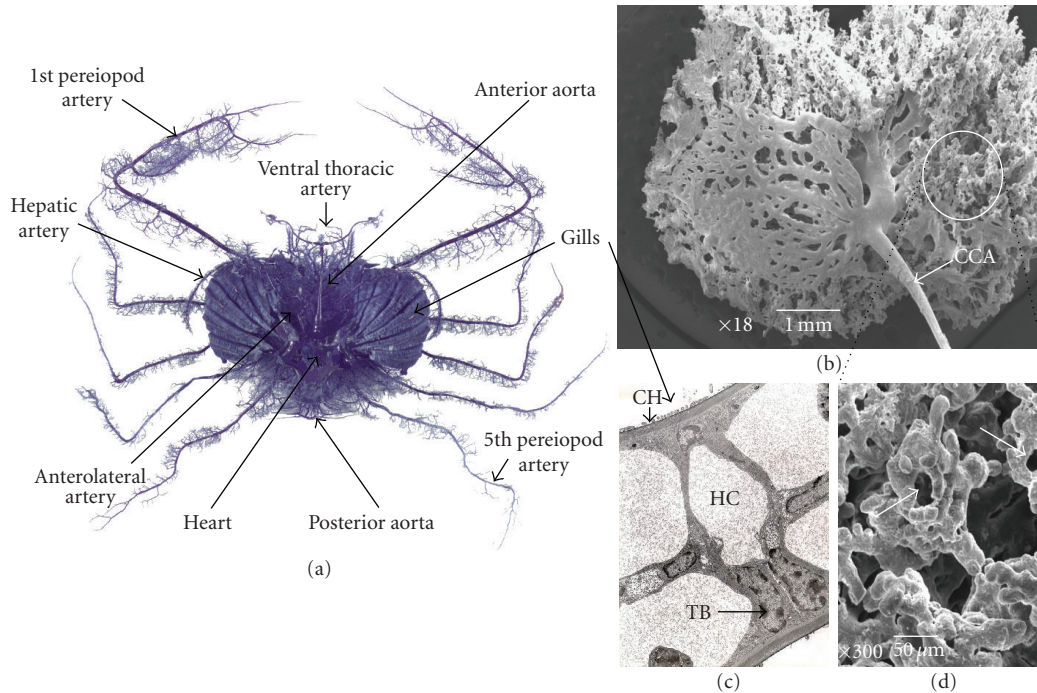 1st pereiopod
artery
Anterior aorta
Ventral thoracic
artery
Hepatic
artery
Gills
5th pereiopod
artery
Anterolateral
artery
Heart
Posterior aorta
(a)
CCA
×18
1 mm
(b)
CH
HC
TB
(c)
×300
50 µm
(d)